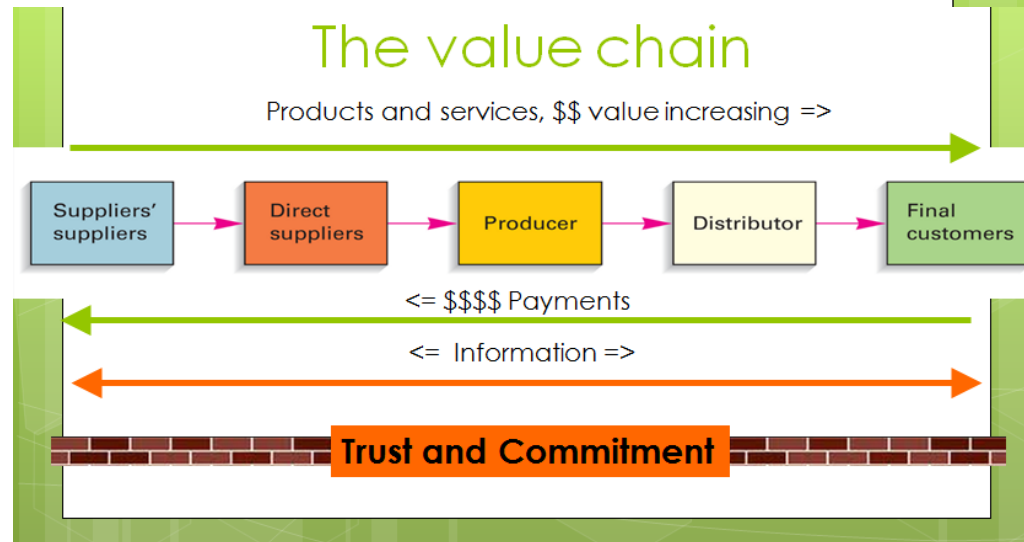 The value chain
Products and services, $$ value increasing =>
Suppliers’
suppliers
Direct
suppliers
Producer
Distributor
Final
customers
<= $$$$ Payments
<= Information =>
Trust and Commitment